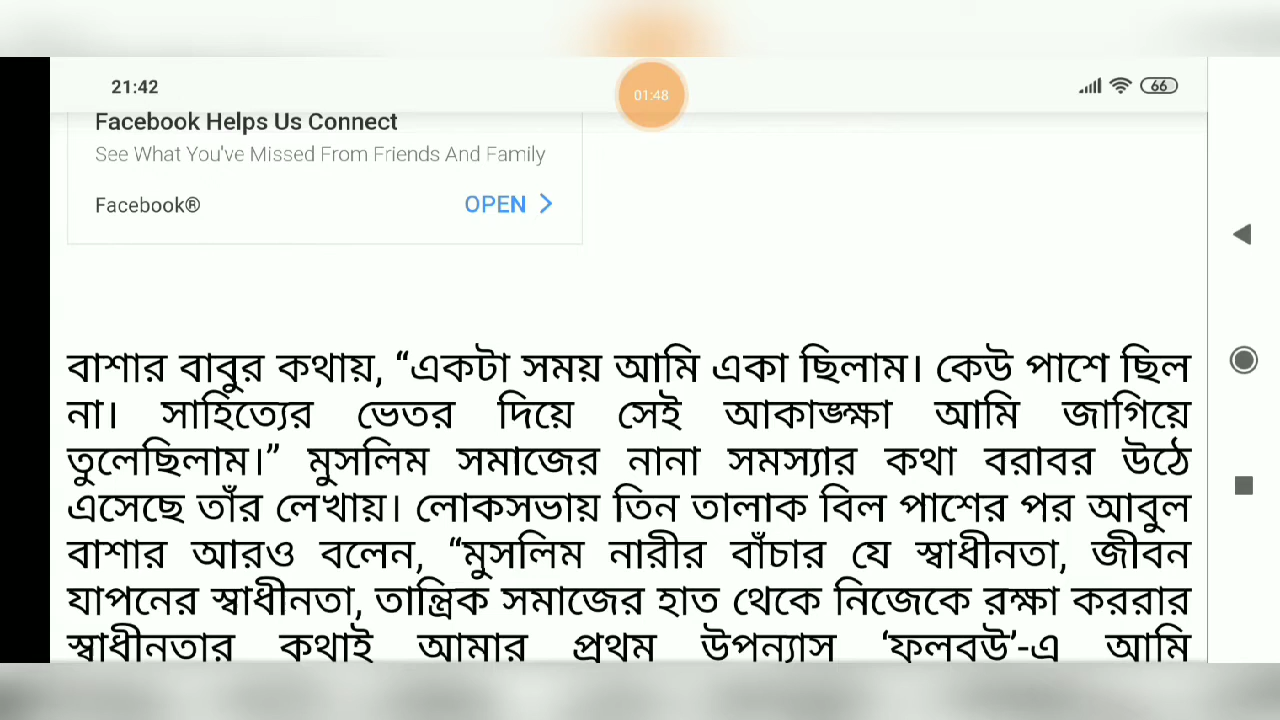 21:42
01:48
66
Facebook Helps Us Connect
See What You've Missed From Friends And Family
Facebook®
OPEN
বাশার বাবুর কথায়, “একটা সময় আমি একা ছিলাম। কেউ পাশে ছিল
না। সাহিত্যের ভেতর দিয়ে সেই আকাঙ্ক্ষা আমি জাগিয়ে
তুলেছিলাম।” মুসলিম সমাজের নানা সমস্যার কথা বরাবর উঠে
এসেছে তাঁর লেখায়। লোকসভায় তিন তালাক বিল পাশের পর আবুল
বাশার আরও বলেন, “মুসলিম নারীর বাঁচার যে স্বাধীনতা, জীবন
যাপনের স্বাধীনতা, তান্ত্রিক সমাজের হাত থেকে নিজেকে রক্ষা কররার
স্বাধীনতার কথাই আমার প্রথম উপন্যাস ‘ফুলবউ’-এ আমি